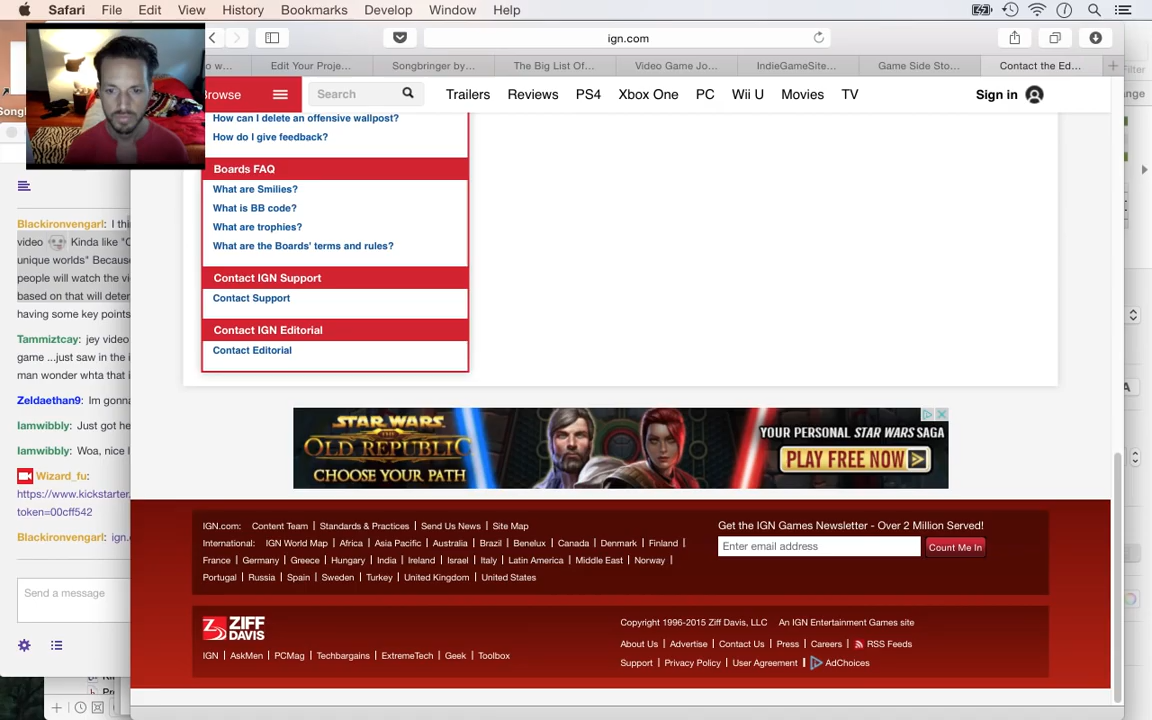 Safari File Edit View History Bookmarks Develop Window Help
ign.com
o w... Edit Your Proje... Songbringer by... The Big List Of... Video Game Jo... IndieGameSite... Game Side Sto... Contact the Ed...
Filter
Browse Search Trailers Reviews PS4 Xbox One PC Wii U Movies TV Sign in
How can I delete an offensive wallpost?
How do I give feedback?
Boards FAQ
What are Smilies?
What is BB code?
What are trophies?
What are the Boards' terms and rules?
Contact IGN Support
Contact Support
Contact IGN Editorial
Contact Editorial
Blackironvengarl: I thi
video Kinda like "C
unique worlds" Becaus
people will watch the vi
based on that will deter
having some key points
Tammiztcay: jey video
game ...just saw in the i
man wonder whta that i
Zeldaethan9: Im gonna
Iamwibbly: Just got he
Iamwibbly: Woa, nice l
Wizard_fu:
https://www.kickstarter.
token=00cff542
Blackironvengarl: ign.
Send a message
STAR WARS
THE OLD REPUBLIC
CHOOSE YOUR PATH
YOUR PERSONAL STAR WARS SAGA
PLAY FREE NOW >
IGN.com: Content Team | Standards & Practices | Send Us News | Site Map
International: IGN World Map | Africa | Asia Pacific | Australia | Brazil | Benelux | Canada | Denmark | Finland |
France | Germany | Greece | Hungary | India | Ireland | Israel | Italy | Latin America | Middle East | Norway |
Portugal | Russia | Spain | Sweden | Turkey | United Kingdom | United States
Get the IGN Games Newsletter - Over 2 Million Served!
Enter email address Count Me In
ZIFF
DAVIS
IGN | AskMen | PCMag | Techbargains | ExtremeTech | Geek | Toolbox
Copyright 1996-2015 Ziff Davis, LLC An IGN Entertainment Games site
About Us | Advertise | Contact Us | Press | Careers | RSS Feeds
Support | Privacy Policy | User Agreement | AdChoices